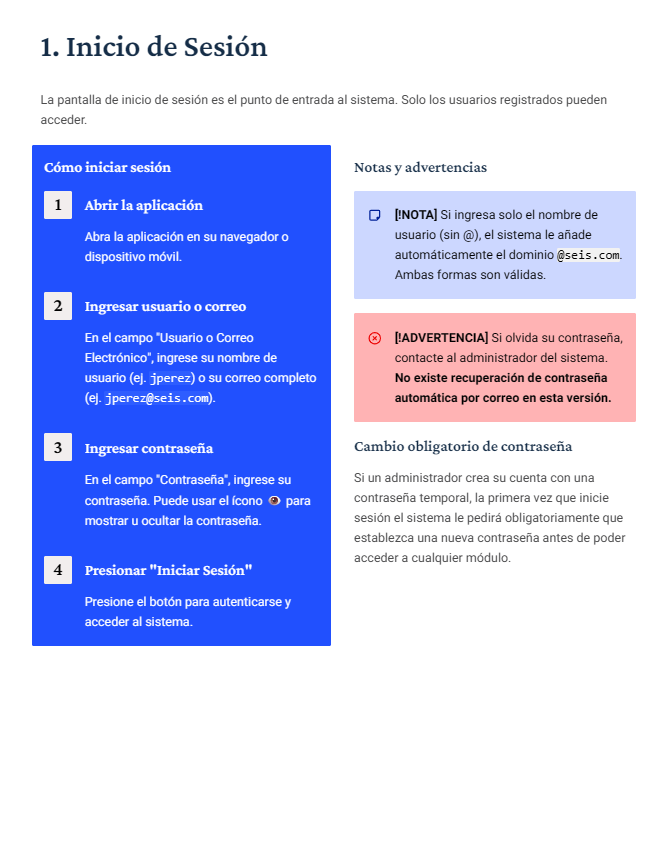 1. Inicio de Sesión
La pantalla de inicio de sesión es el punto de entrada al sistema. Solo los usuarios registrados pueden
acceder.
Cómo iniciar sesión
1 Abrir la aplicación
Abra la aplicación en su navegador o
dispositivo móvil.
2 Ingresar usuario o correo
En el campo "Usuario o Correo
Electrónico", ingrese su nombre de
usuario (ej. jperez) o su correo completo
(ej. jperez@seis.com).
3 Ingresar contraseña
En el campo "Contraseña", ingrese su
contraseña. Puede usar el ícono 👁 para
mostrar u ocultar la contraseña.
4 Presionar "Iniciar Sesión"
Presione el botón para autenticarse y
acceder al sistema.
Notas y advertencias
[!NOTA] Si ingresa solo el nombre de
usuario (sin @), el sistema le añade
automáticamente el dominio @seis.com.
Ambas formas son válidas.
[!ADVERTENCIA] Si olvida su contraseña,
contacte al administrador del sistema.
No existe recuperación de contraseña
automática por correo en esta versión.
Cambio obligatorio de contraseña
Si un administrador crea su cuenta con una
contraseña temporal, la primera vez que inicie
sesión el sistema le pedirá obligatoriamente que
establezca una nueva contraseña antes de poder
acceder a cualquier módulo.